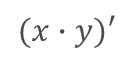 (x · y)′